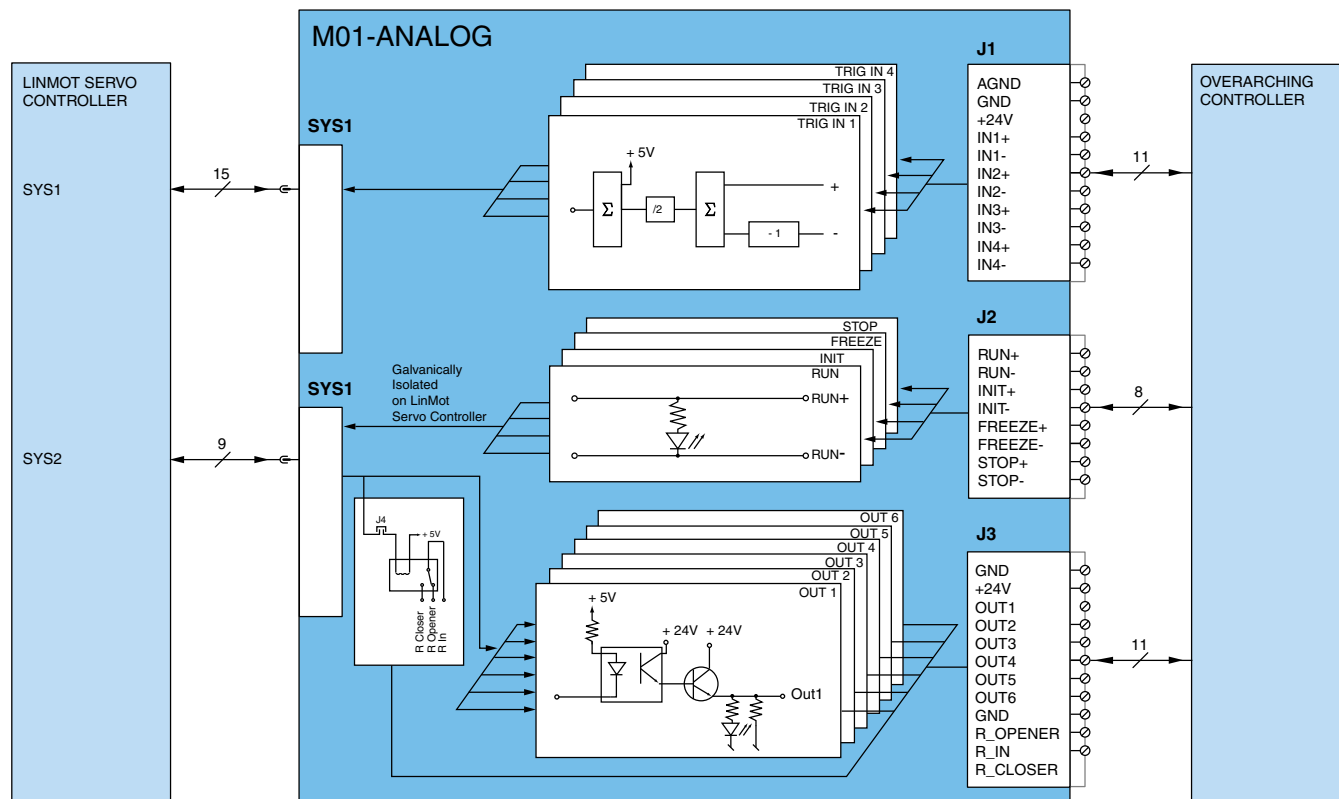 M01-ANALOG
LINMOT SERVO
CONTROLLER
SYS1
15
SYS1
TRIG IN 4
TRIG IN 3
TRIG IN 2
TRIG IN 1
+ 5V
Σ
/2
Σ
- 1
+
-
J1
AGND
GND
+24V
IN1+
IN1-
IN2+
IN2-
IN3+
IN3-
IN4+
IN4-
11
OVERARCHING
CONTROLLER
SYS2
9
SYS1
Galvanically
Isolated
on LinMot
Servo Controller
STOP
FREEZE
INIT
RUN
RUN+
RUN-
J2
RUN+
RUN-
INIT+
INIT-
FREEZE+
FREEZE-
STOP+
STOP-
8
J4
+ 5V
R Closer
R Opener
R In
OUT 6
OUT 5
OUT 4
OUT 3
OUT 2
OUT 1
+ 5V
+ 24V
+ 24V
Out1
J3
GND
+24V
OUT1
OUT2
OUT3
OUT4
OUT5
OUT6
GND
R_OPENER
R_IN
R_CLOSER
11